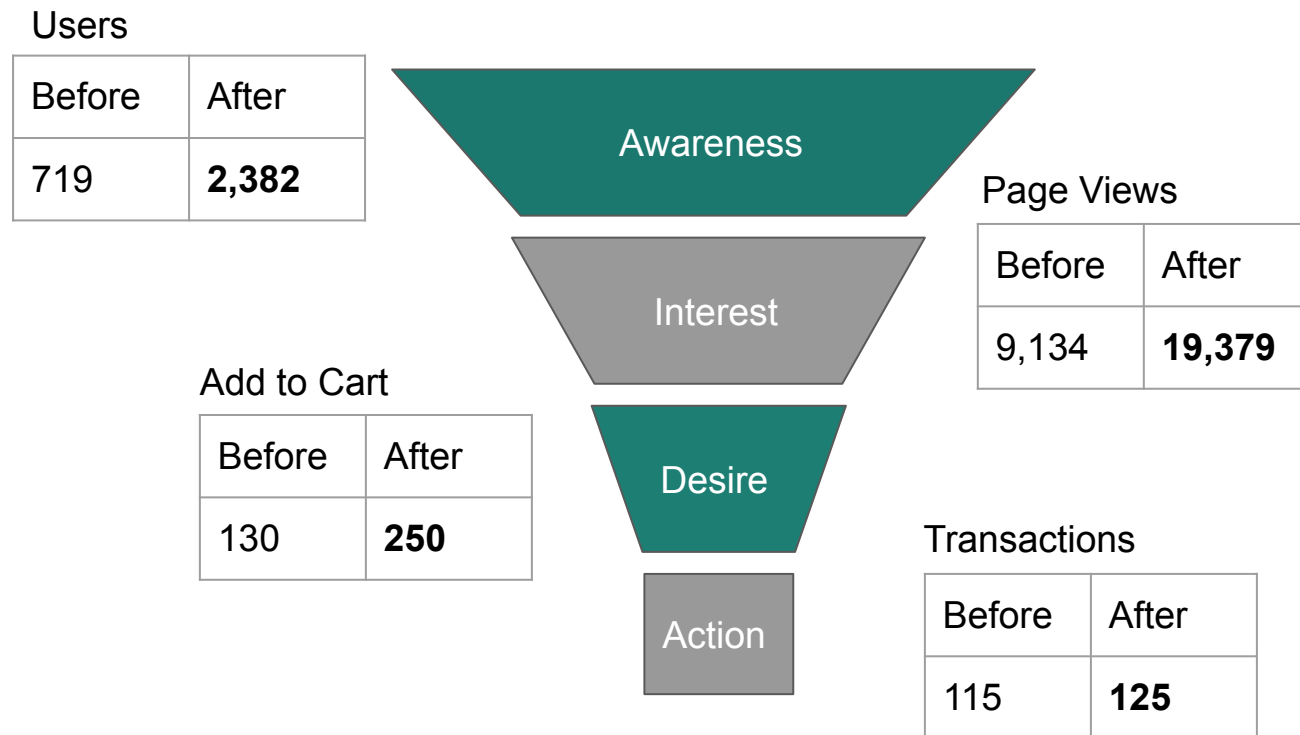 Users
Before After
719 2,382
Awareness
Page Views
Before After
9,134 19,379
Interest
Add to Cart
Before After
130 250
Desire
Transactions
Before After
115 125
Action